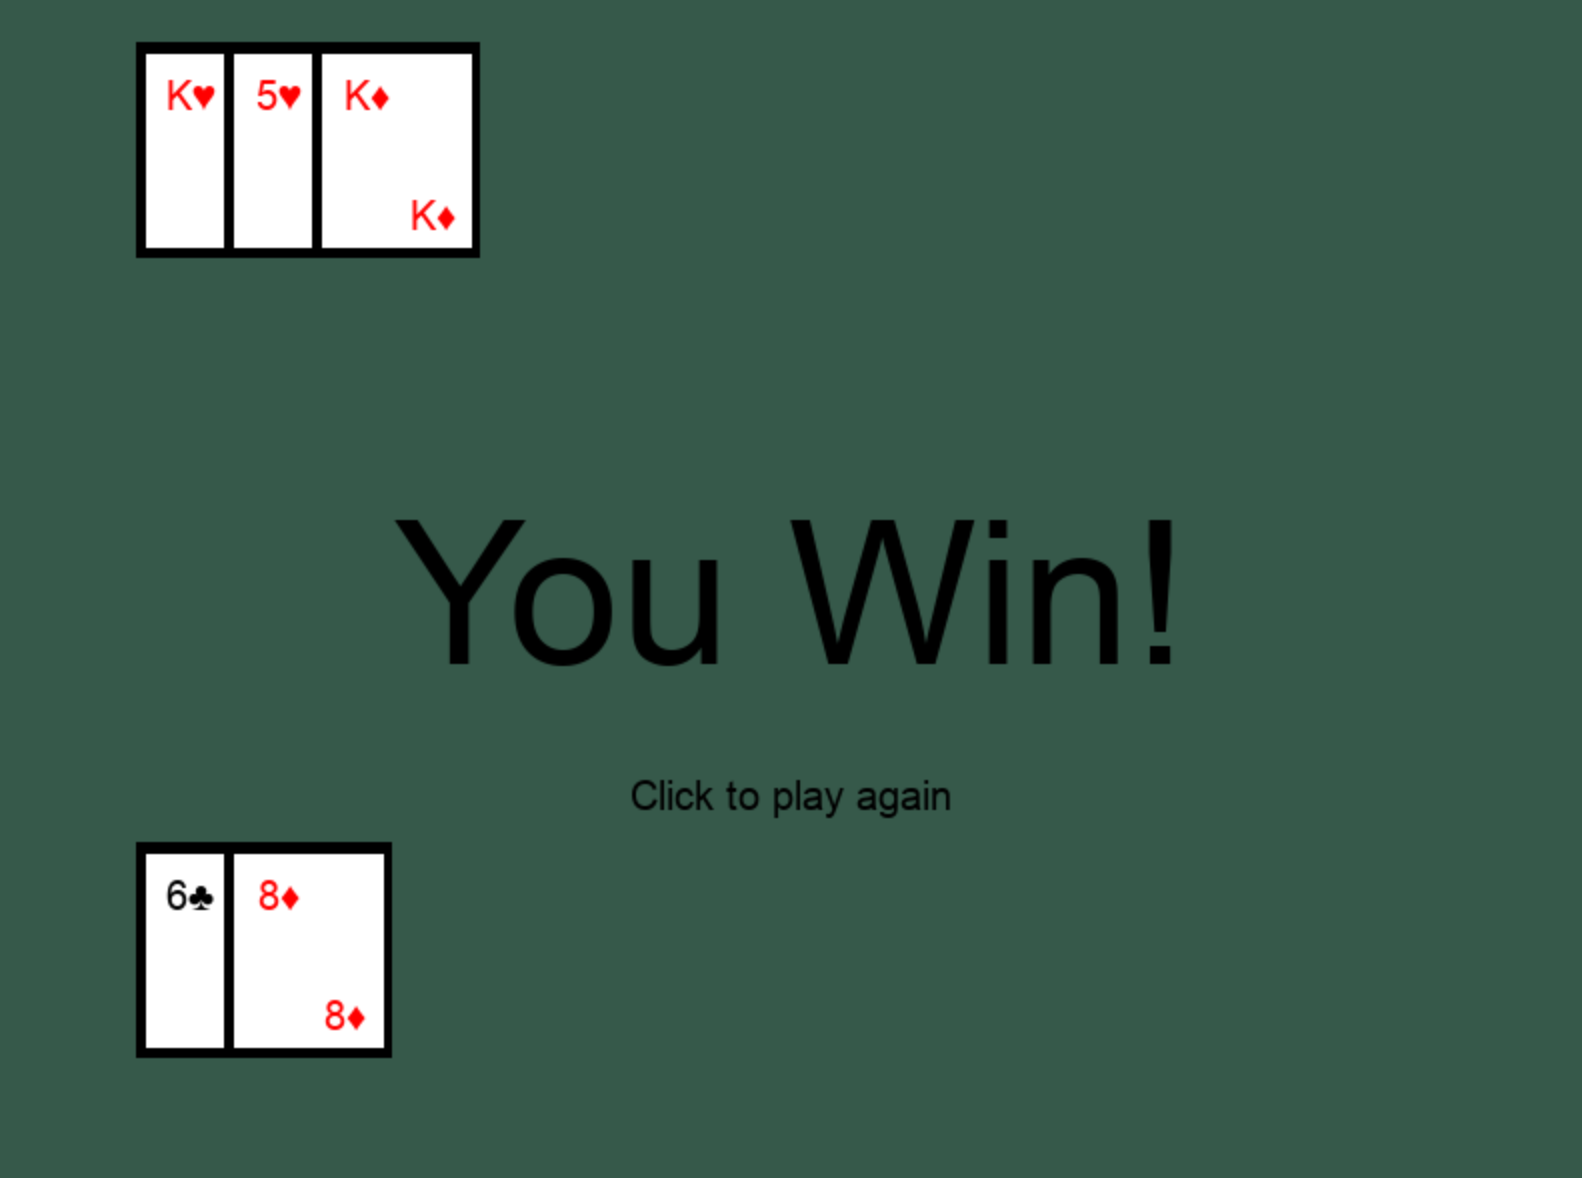 K♥ 5♥ K♦
K♦
You Win!
Click to play again
6♣ 8♦
8♦